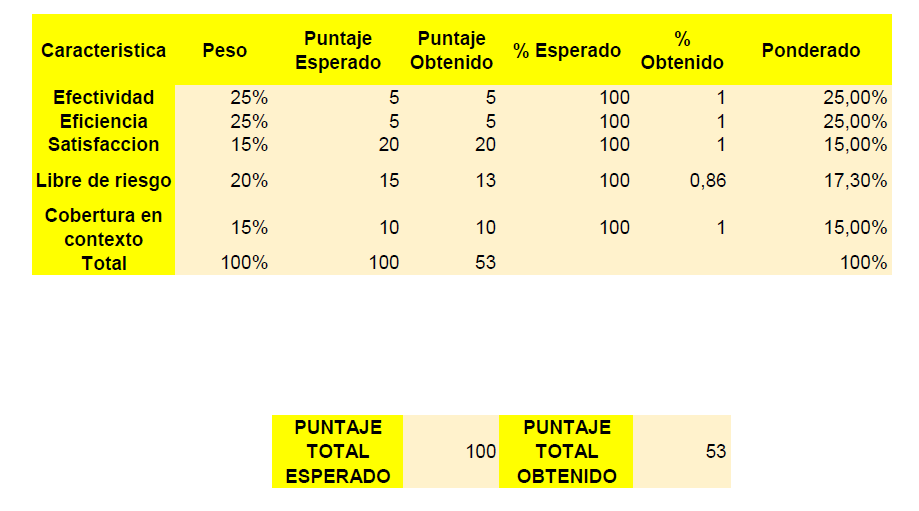 Caracteristica Peso Puntaje Esperado Puntaje Obtenido % Esperado % Obtenido Ponderado
Efectividad 25% 5 5 100 1 25,00%
Eficiencia 25% 5 5 100 1 25,00%
Satisfaccion 15% 20 20 100 1 15,00%
Libre de riesgo 20% 15 13 100 0,86 17,30%
Cobertura en contexto 15% 10 10 100 1 15,00%
Total 100% 100 53 100%
PUNTAJE TOTAL ESPERADO 100 PUNTAJE TOTAL OBTENIDO 53